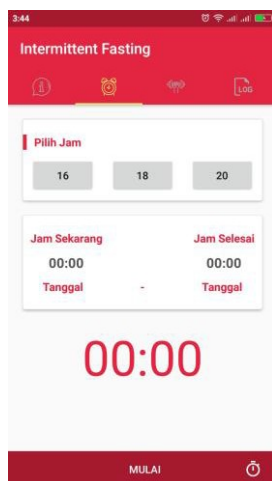 3:44
Intermittent Fasting
LOG
Pilih Jam
16 18 20
Jam Sekarang Jam Selesai
00:00 00:00
Tanggal - Tanggal
00:00
MULAI